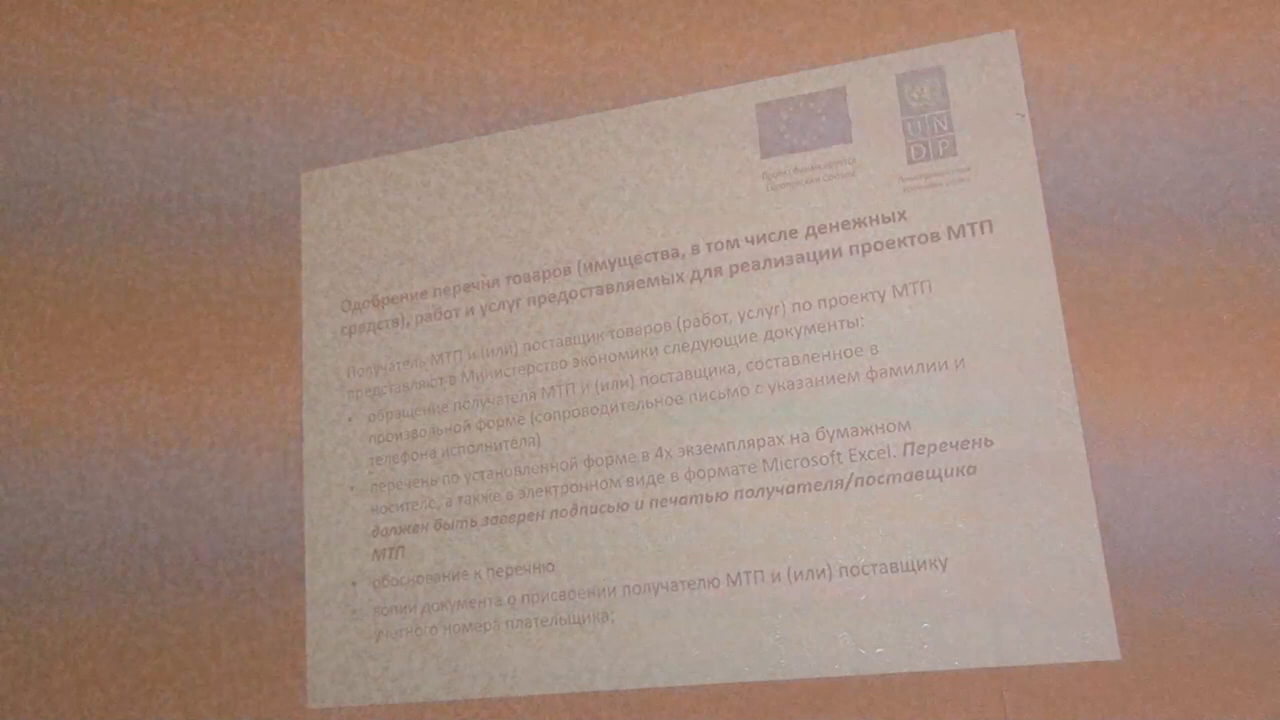 Проект финансируется
Европейским Союзом
U N
D P
Одобрение перечня товаров (имущества, в том числе денежных
средств), работ и услуг предоставляемых для реализации проектов МТП
Получатель МТП и (или) поставщик товаров (работ, услуг) по проекту МТП
представляют в Министерство экономики следующие документы:
• обращение получателя МТП и (или) поставщика, составленное в
произвольной форме (сопроводительное письмо с указанием фамилии и
телефона исполнителя)
• перечень по установленной форме в 4х экземплярах на бумажном
носителе, а также в электронном виде в формате Microsoft Excel. Перечень
должен быть заверен подписью и печатью получателя/поставщика
МТП
• обоснование к перечню
• копии документа о присвоении получателю МТП и (или) поставщику
учетного номера плательщика;